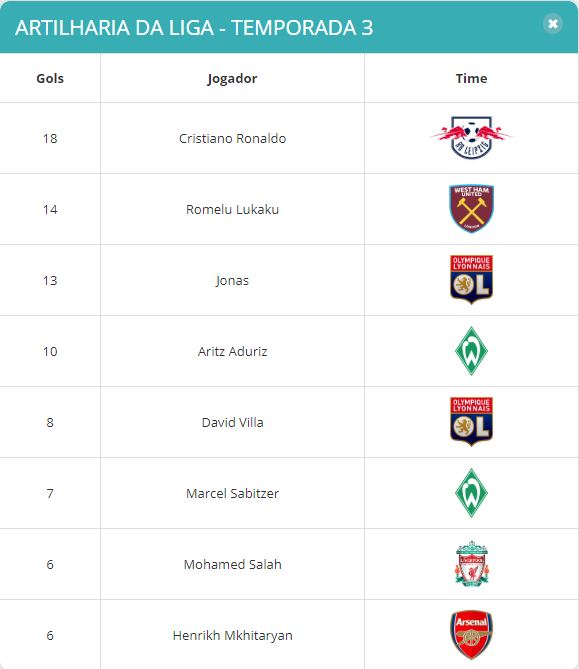 ARTILHARIA DA LIGA - TEMPORADA 3
Gols Jogador Time
18 Cristiano Ronaldo RB LEIPZIG
14 Romelu Lukaku WEST HAM UNITED LONDON
13 Jonas OLYMPIQUE LYONNAIS OL
10 Aritz Aduriz W
8 David Villa OLYMPIQUE LYONNAIS OL
7 Marcel Sabitzer W
6 Mohamed Salah LIVERPOOL
6 Henrikh Mkhitaryan Arsenal